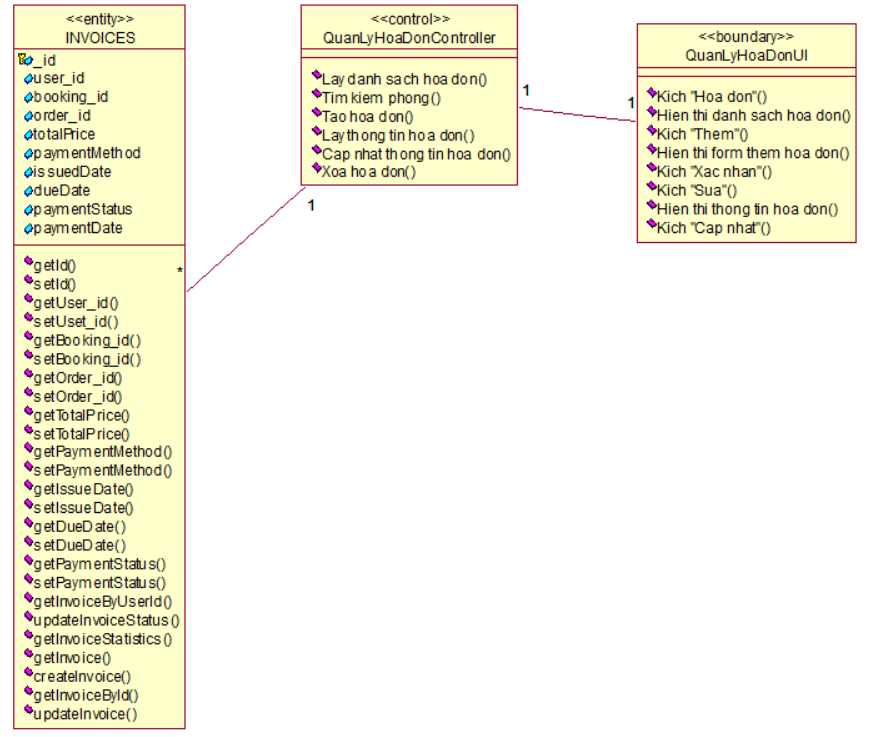 <<entity>>
INVOICES
_id
user_id
booking_id
order_id
totalPrice
paymentMethod
issuedDate
dueDate
paymentStatus
paymentDate
getId()
setId()
getUser_id()
setUset_id()
getBooking_id()
setBooking_id()
getOrder_id()
setOrder_id()
getTotalPrice()
setTotalPrice()
getPaymentMethod()
setPaymentMethod()
getIssueDate()
setIssueDate()
getDueDate()
setDueDate()
getPaymentStatus()
setPaymentStatus()
getInvoiceByUserId()
updateInvoiceStatus()
getInvoiceStatistics()
getInvoice()
createInvoice()
getInvoiceById()
updateInvoice()
*
1
<<control>>
QuanLyHoaDonController
Lay danh sach hoa don()
Tim kiem phong()
Tao hoa don()
Lay thong tin hoa don()
Cap nhat thong tin hoa don()
Xoa hoa don()
1
1
<<boundary>>
QuanLyHoaDonUI
Kich "Hoa don"()
Hien thi danh sach hoa don()
Kich "Them"()
Hien thi form them hoa don()
Kich "Xac nhan"()
Kich "Sua"()
Hien thi thong tin hoa don()
Kich "Cap nhat"()